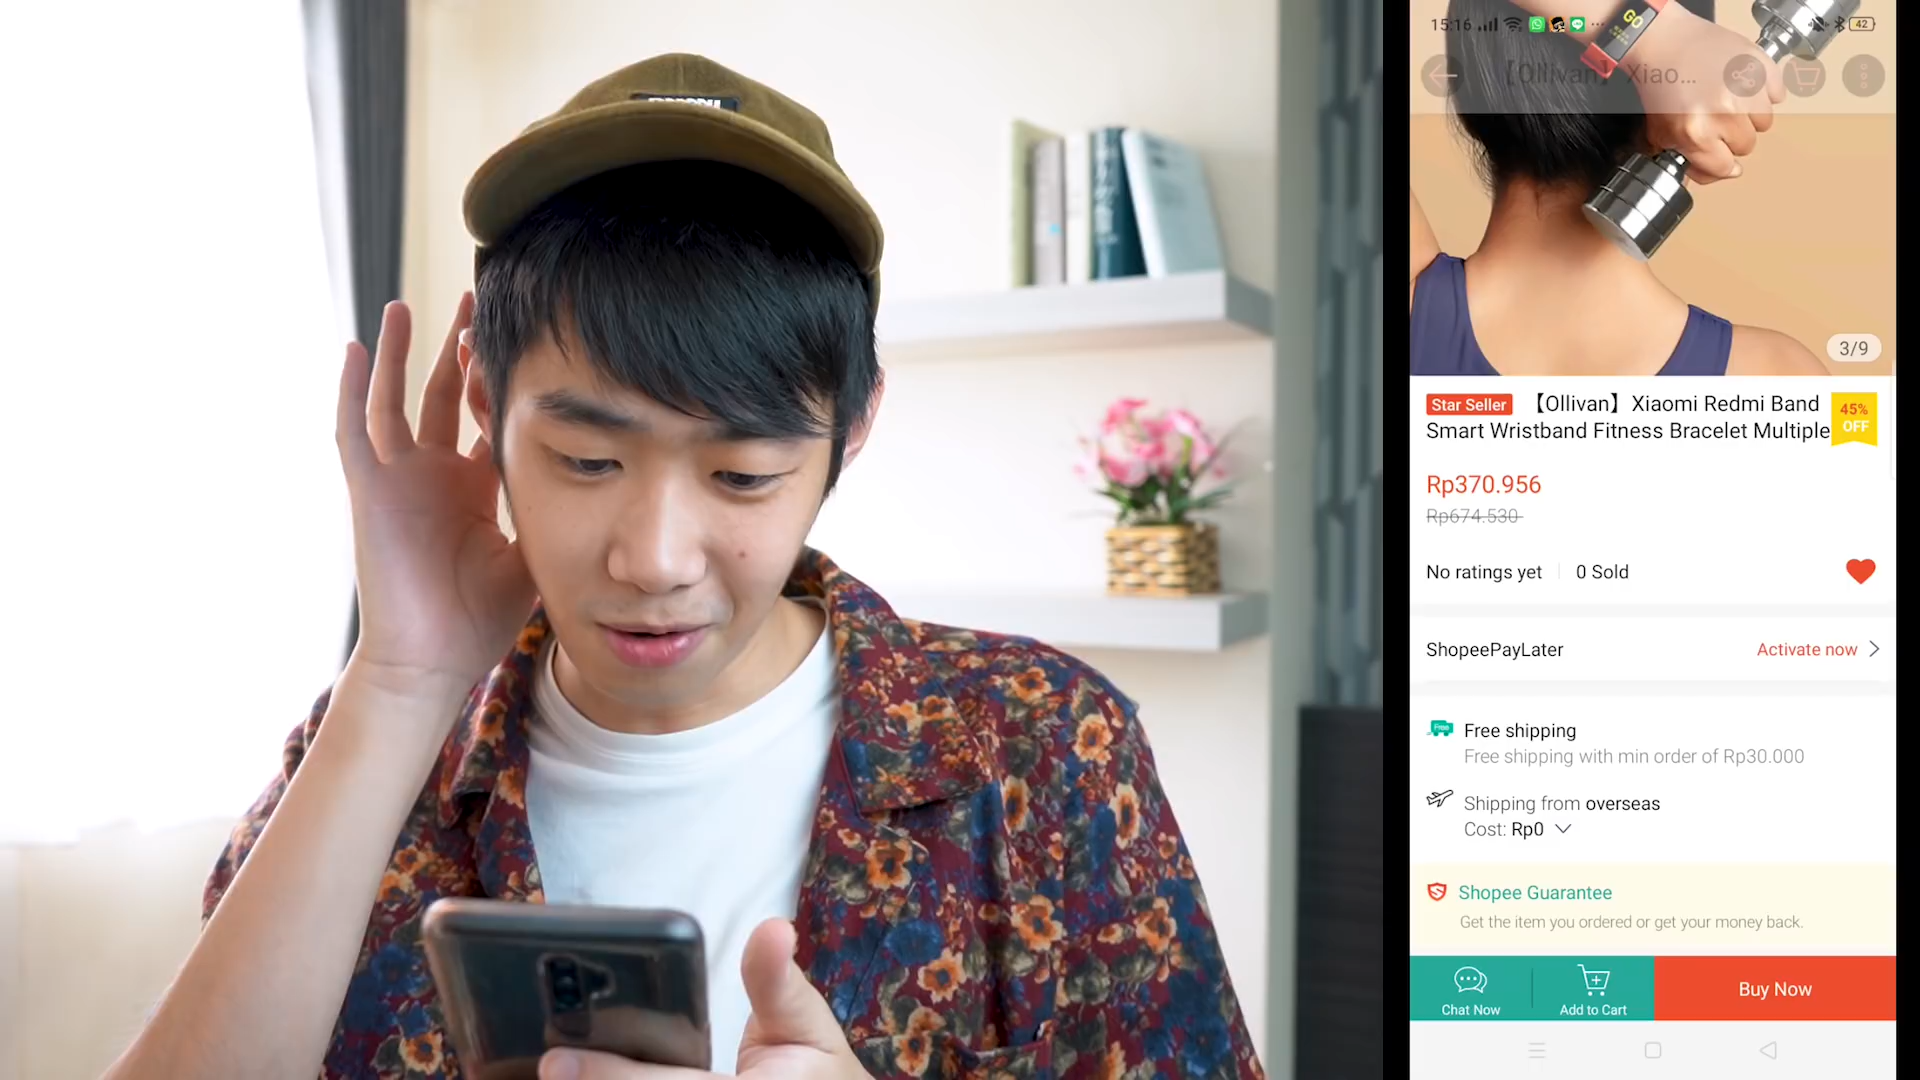 15:16
42
GO
【Ollivan】 Xiao...
3/9
Star Seller 【Ollivan】 Xiaomi Redmi Band
Smart Wristband Fitness Bracelet Multiple
45%
OFF
Rp370.956
Rp674.530
No ratings yet
0 Sold
ShopeePayLater
Activate now
Free
Free shipping
Free shipping with min order of Rp30.000
Shipping from overseas
Cost: Rp0
Shopee Guarantee
Get the item you ordered or get your money back.
Chat Now
Add to Cart
Buy Now